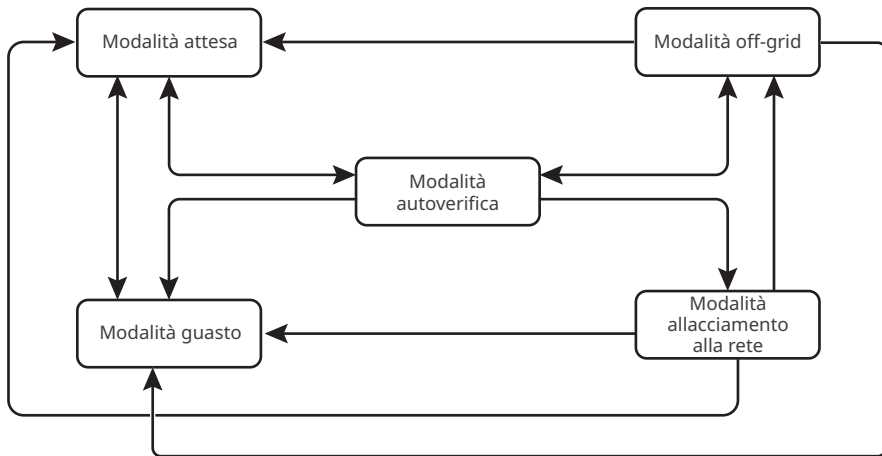 Modalità attesa
Modalità off-grid
Modalità
autoverifica
Modalità guasto
Modalità
allacciamento
alla rete